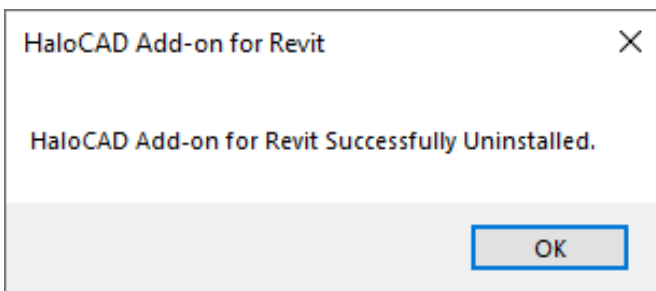 HaloCAD Add-on for Revit
HaloCAD Add-on for Revit Successfully Uninstalled.
OK